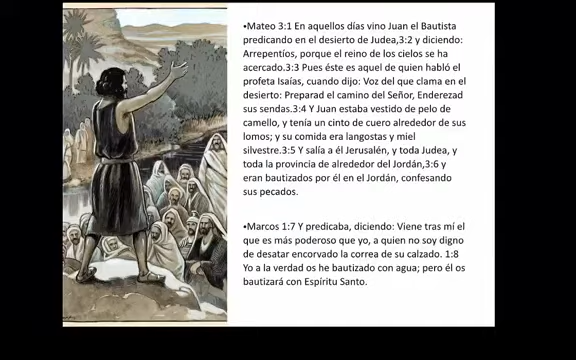 •Mateo 3:1 En aquellos días vino Juan el Bautista
predicando en el desierto de Judea,3:2 y diciendo:
Arrepentíos, porque el reino de los cielos se ha
acercado.3:3 Pues éste es aquel de quien habló el
profeta Isaías, cuando dijo: Voz del que clama en el
desierto: Preparad el camino del Señor, Enderezad
sus sendas.3:4 Y Juan estaba vestido de pelo de
camello, y tenía un cinto de cuero alrededor de sus
lomos; y su comida era langostas y miel
silvestre.3:5 Y salía a él Jerusalén, y toda Judea, y
toda la provincia de alrededor del Jordán,3:6 y
eran bautizados por él en el Jordán, confesando
sus pecados.
•Marcos 1:7 Y predicaba, diciendo: Viene tras mí el
que es más poderoso que yo, a quien no soy digno
de desatar encorvado la correa de su calzado. 1:8
Yo a la verdad os he bautizado con agua; pero él os
bautizará con Espíritu Santo.